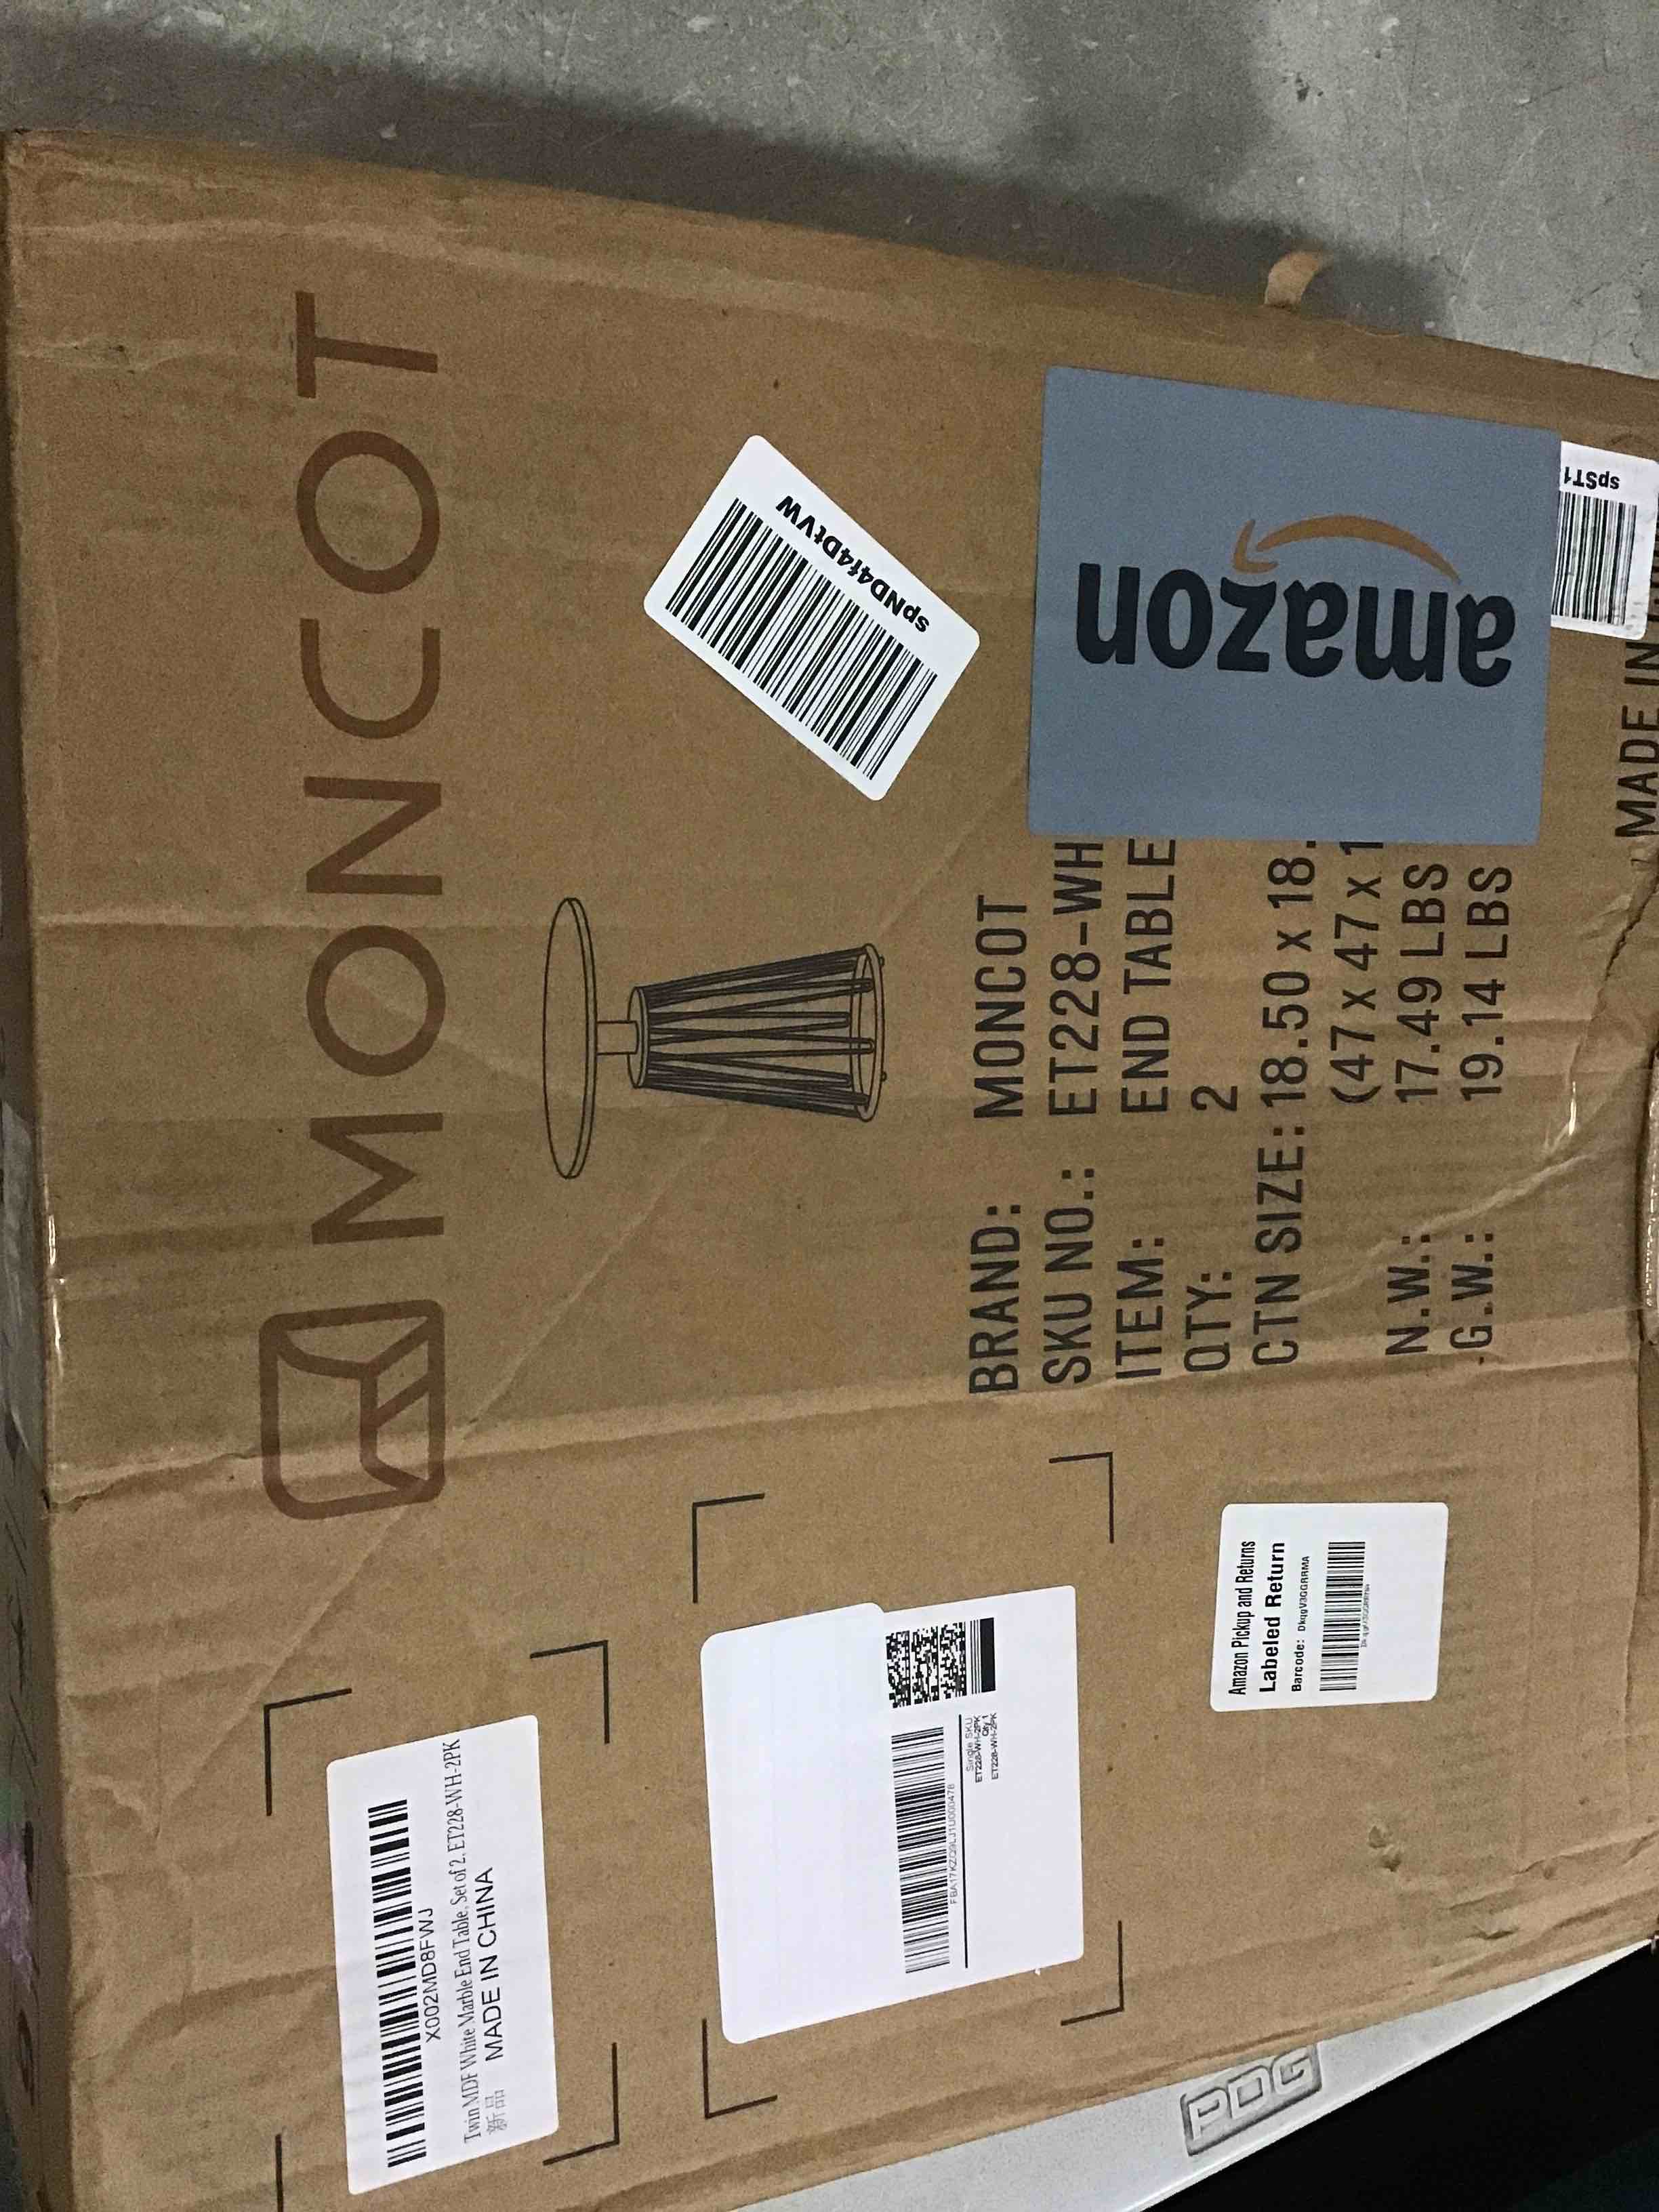 MONCOT
BRAND: MONCOT
SKU NO.: ET228-WH
ITEM: END TABLE
QTY: 2
CTN SIZE: 18.50 x 18.
(47 x 47 x 1
N.W.: 17.49 LBS
G.W.: 19.14 LBS
MADE IN
spND4f4DtVW
amazon
spST1
X002MD8FWJ
Twin MDF White Marble End Table, Set of 2, ET228-WH-2PK
新品
MADE IN CHINA
Single SKU
ET228-WH-2PK
Qty 1
ET228-WH-2PK
Amazon Pickup and Returns
Labeled Return
Barcode:
PDG